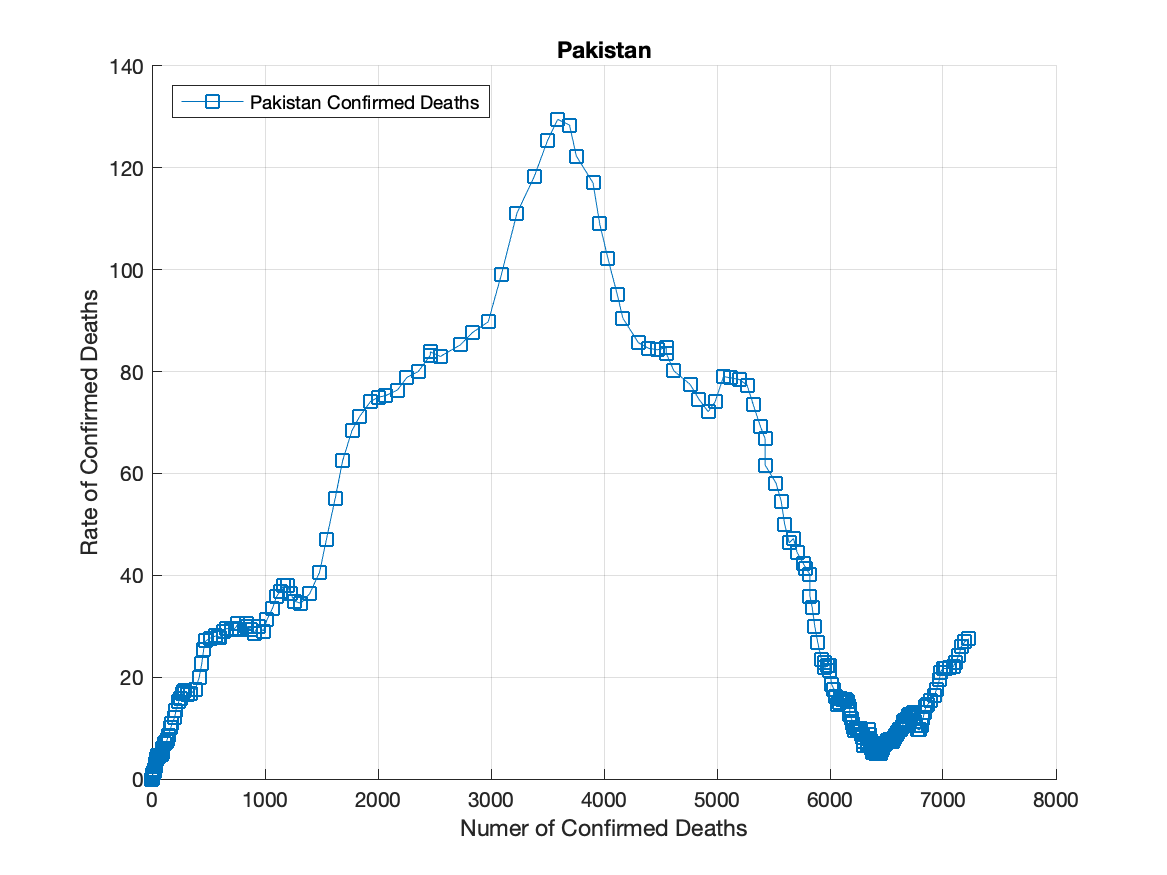 Pakistan
Pakistan Confirmed Deaths
140
120
100
80
60
40
20
0
Rate of Confirmed Deaths
0 1000 2000 3000 4000 5000 6000 7000 8000
Numer of Confirmed Deaths